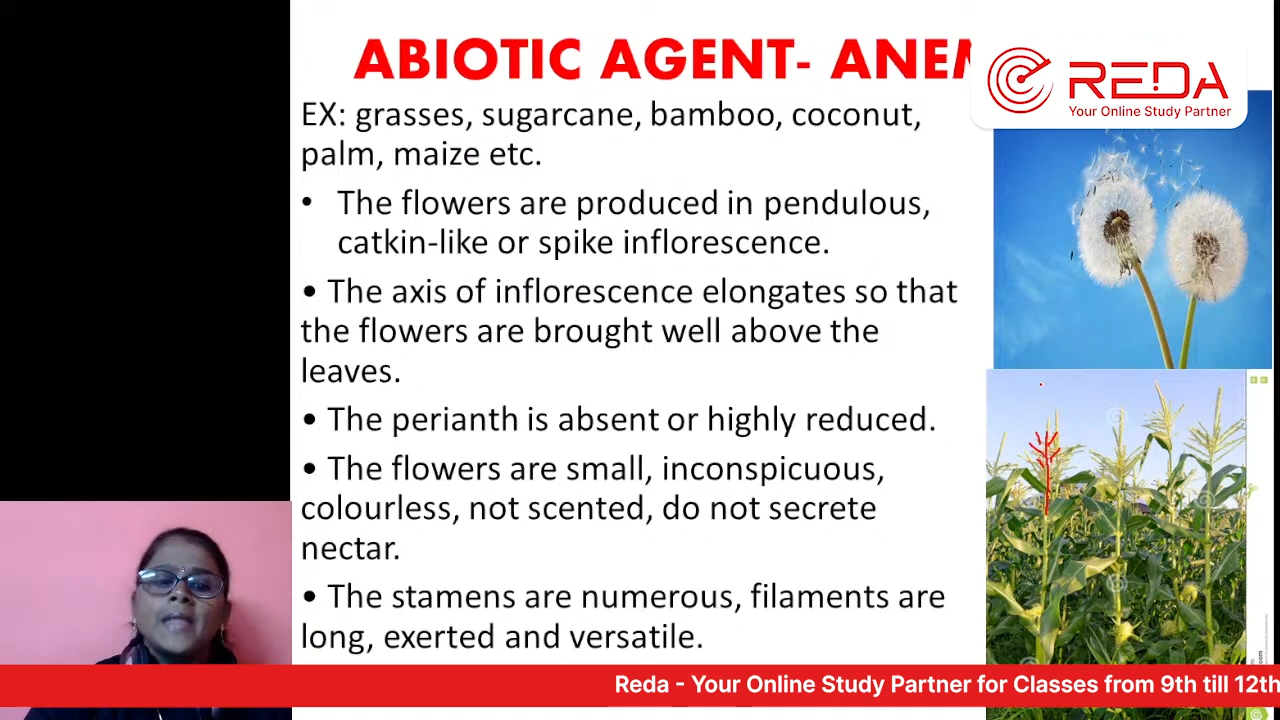 ABIOTIC AGENT- ANEM
REDA
Your Online Study Partner
EX: grasses, sugarcane, bamboo, coconut,
palm, maize etc.
• The flowers are produced in pendulous,
catkin-like or spike inflorescence.
• The axis of inflorescence elongates so that
the flowers are brought well above the
leaves.
• The perianth is absent or highly reduced.
• The flowers are small, inconspicuous,
colourless, not scented, do not secrete
nectar.
• The stamens are numerous, filaments are
long, exerted and versatile.
Reda - Your Online Study Partner for Classes from 9th till 12th